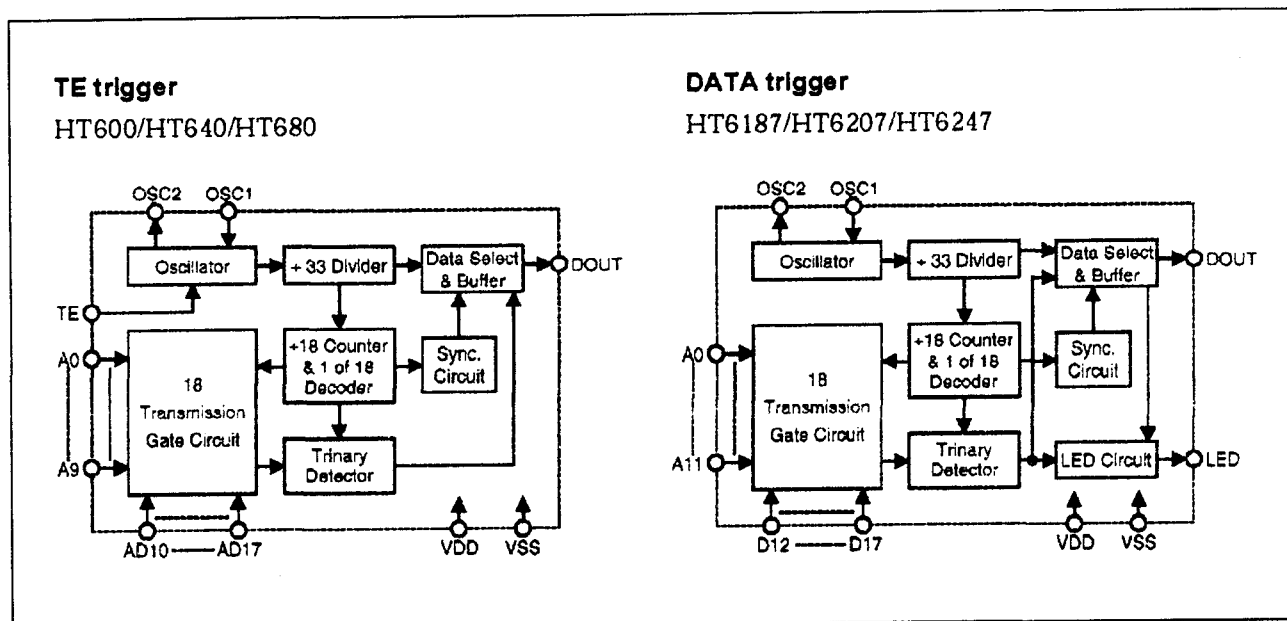 TE trigger
HT600/HT640/HT680
OSC2 OSC1
Oscillator
÷ 33 Divider
Data Select
& Buffer
DOUT
TE
A0
18
Transmission
Gate Circuit
÷18 Counter
& 1 of 18
Decoder
Sync.
Circuit
A9
Trinary
Detector
AD10 AD17 VDD VSS
DATA trigger
HT6187/HT6207/HT6247
OSC2 OSC1
Oscillator
÷ 33 Divider
Data Select
& Buffer
DOUT
A0
18
Transmission
Gate Circuit
÷18 Counter
& 1 of 18
Decoder
Sync.
Circuit
A11
Trinary
Detector
LED Circuit
LED
D12 D17 VDD VSS